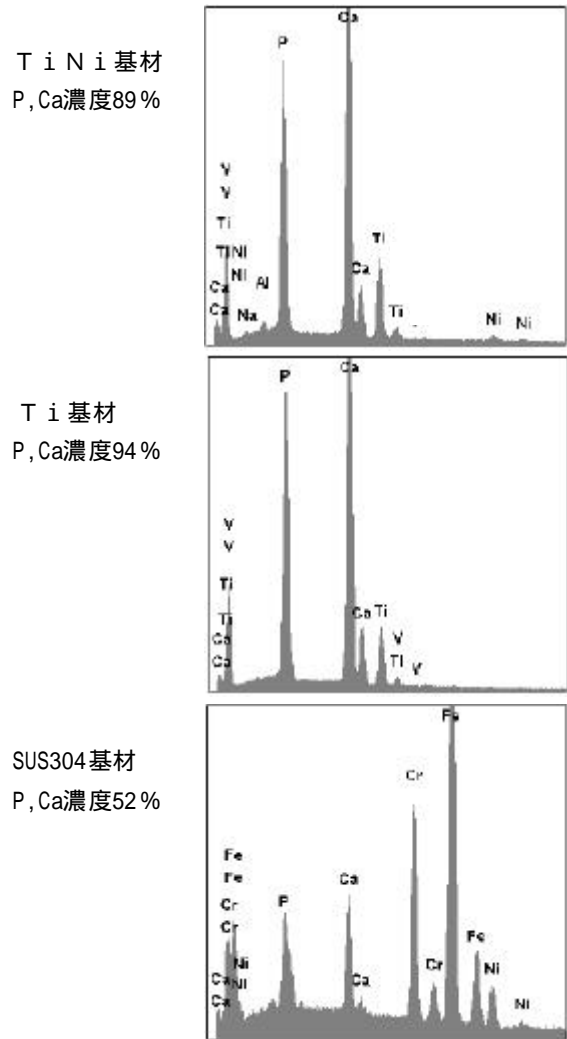 ＴｉＮｉ基材
P,Ca濃度89％
P
Ca
V
V
Ti
Ti Ni
Ni
Ca
Ca
Na
Al
Ca
Ti
Ti
Ni
Ni
Ｔｉ基材
P,Ca濃度94％
P
Ca
V
V
Ti
Ti
Ca
Ca
Ca
Ti
V
Ti
V
SUS304基材
P,Ca濃度52％
Fe
Fe
Cr
Cr
Ni
Ca
Ni
Ca
P
Ca
Ca
Cr
Cr
Fe
Fe
Ni
Ni